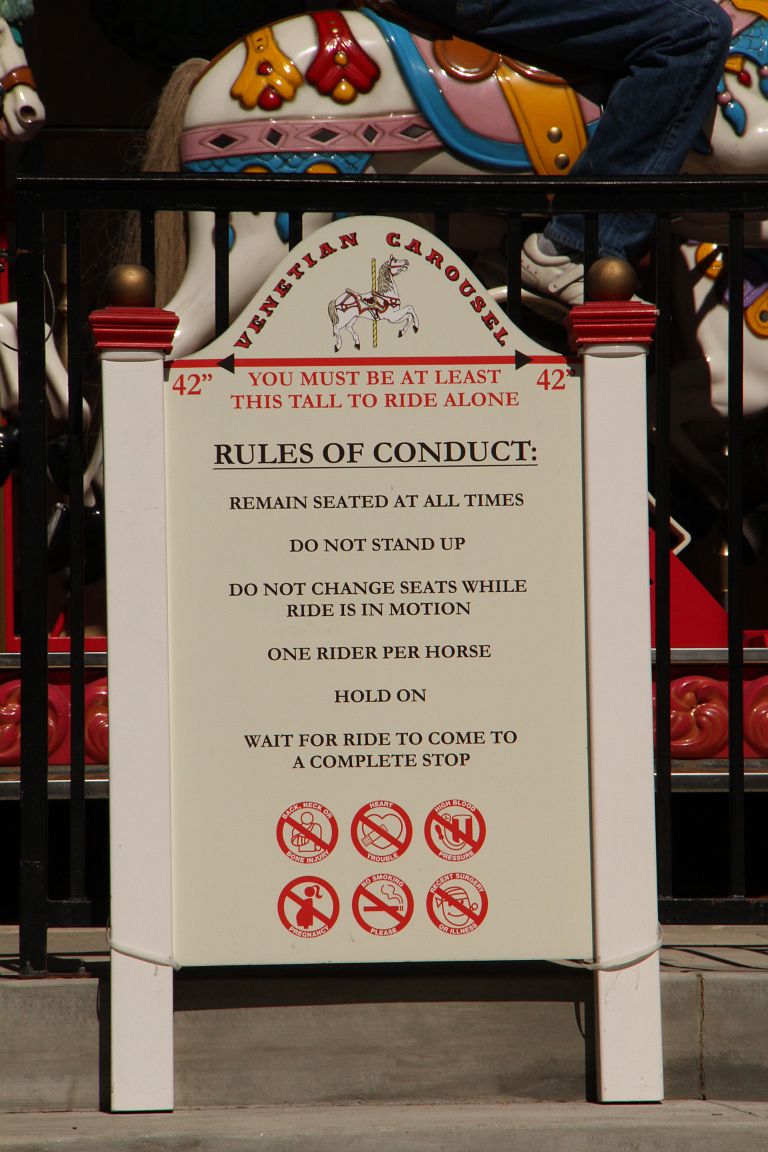 VENETIAN CAROUSEL
42” YOU MUST BE AT LEAST 42”
THIS TALL TO RIDE ALONE
RULES OF CONDUCT:
REMAIN SEATED AT ALL TIMES
DO NOT STAND UP
DO NOT CHANGE SEATS WHILE
RIDE IS IN MOTION
ONE RIDER PER HORSE
HOLD ON
WAIT FOR RIDE TO COME TO
A COMPLETE STOP
BACK, NECK OR
BONE INJURY
HEART
TROUBLE
HIGH BLOOD
PRESSURE
PREGNANCY
NO SMOKING
PLEASE
RECENT SURGERY
OR ILLNESS